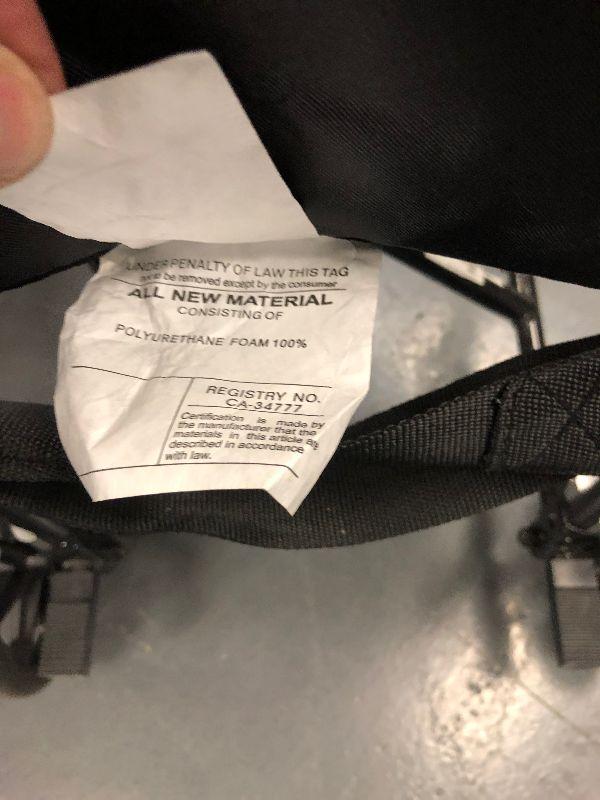 UNDER PENALTY OF LAW THIS TAG
not to be removed except by the consumer
ALL NEW MATERIAL
CONSISTING OF
POLYURETHANE FOAM 100%
REGISTRY NO.
CA-34777
Certification is made by
the manufacturer that the
materials in this article are
described in accordance
with law.